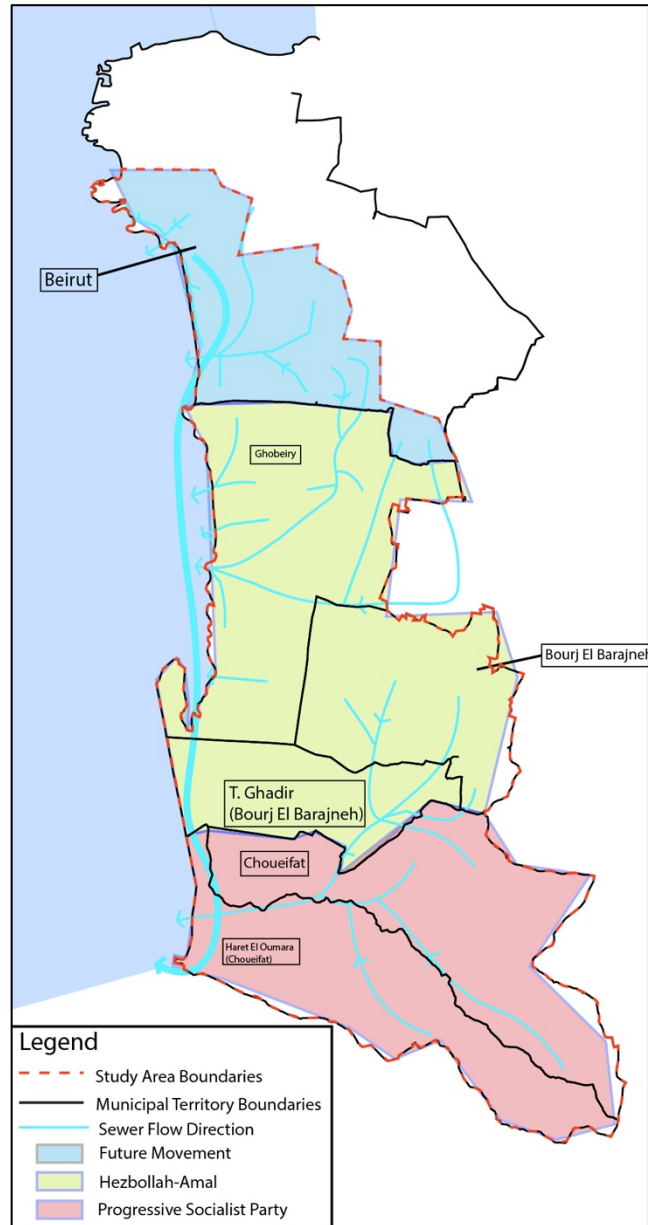 Beirut
Ghobeiry
Bourj El Barajneh
T. Ghadir
(Bourj El Barajneh)
Choueifat
Haret El Oumara
(Choueifat)
Legend
Study Area Boundaries
Municipal Territory Boundaries
Sewer Flow Direction
Future Movement
Hezbollah-Amal
Progressive Socialist Party